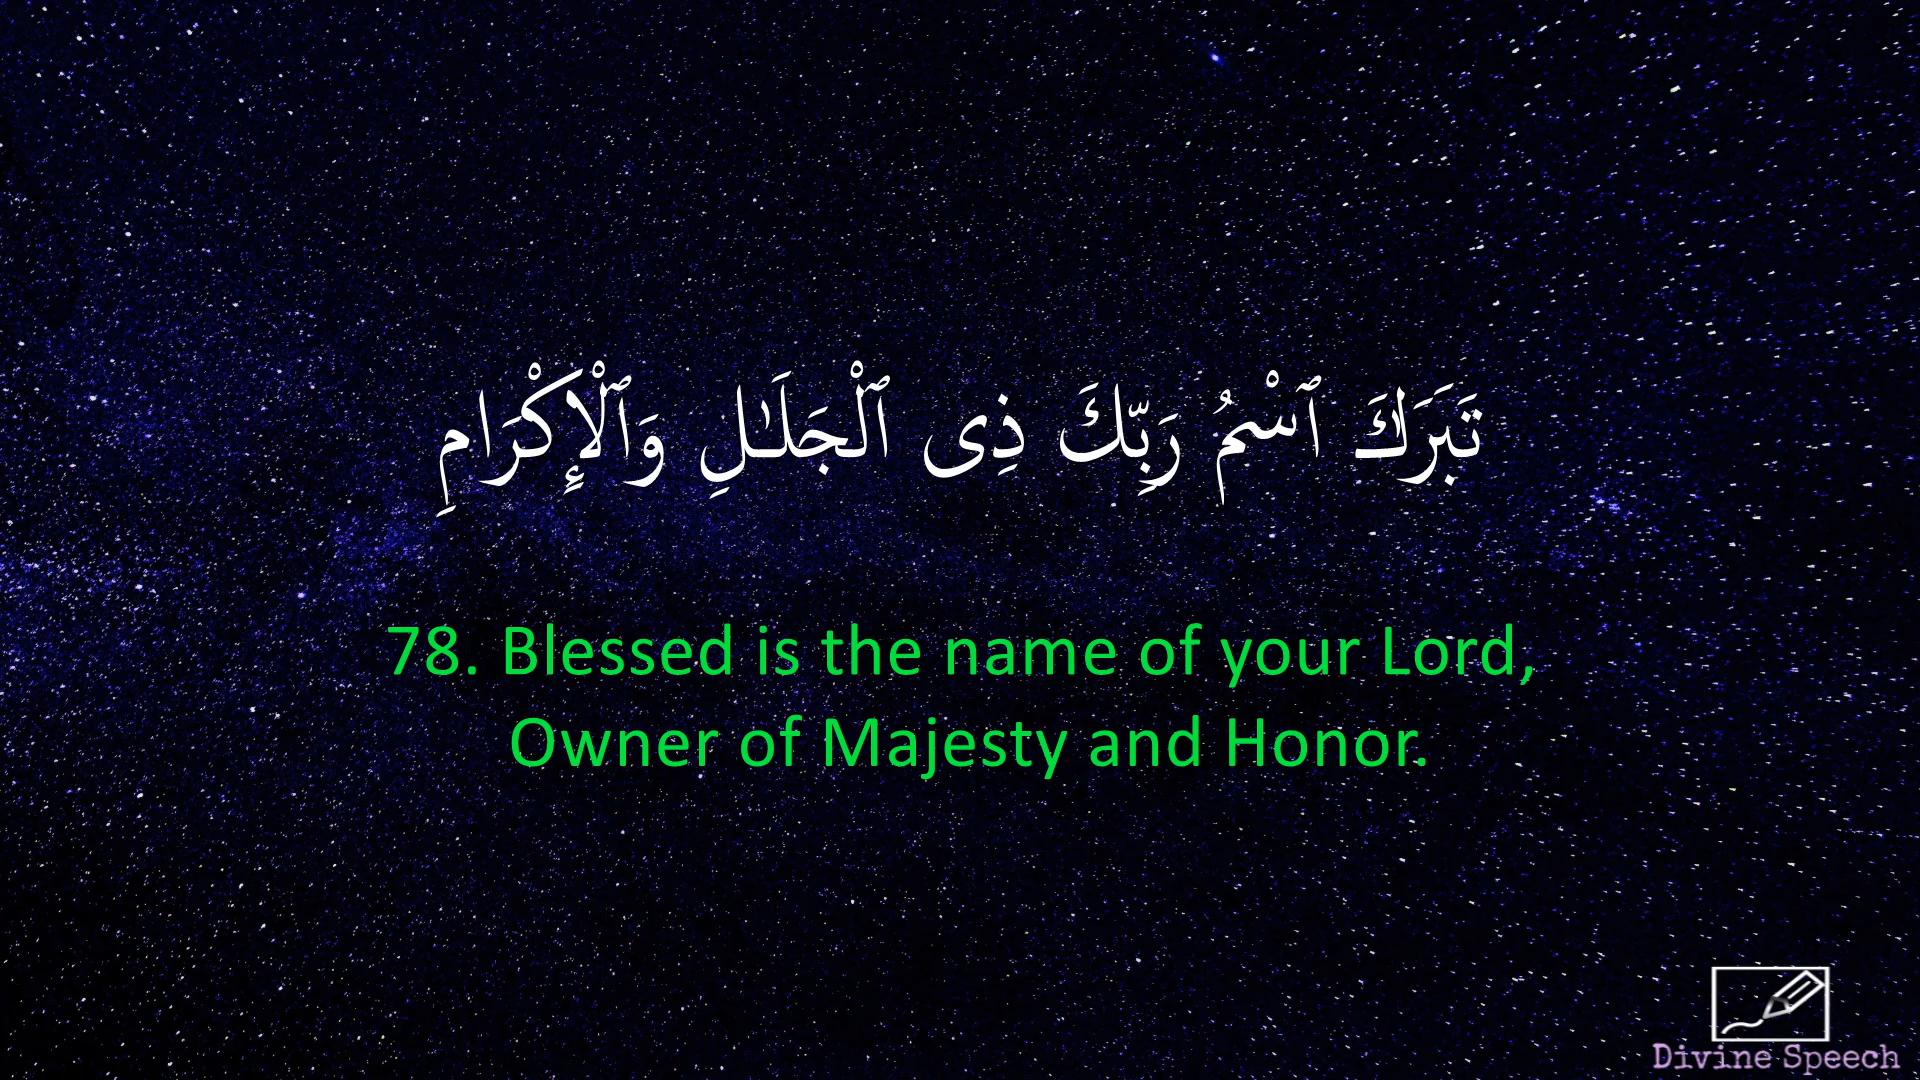 تَبَٰرَكَ ٱسْمُ رَبِّكَ ذِى ٱلْجَلَـٰلِ وَٱلْإِكْرَامِ
78. Blessed is the name of your Lord,
Owner of Majesty and Honor.
Divine Speech